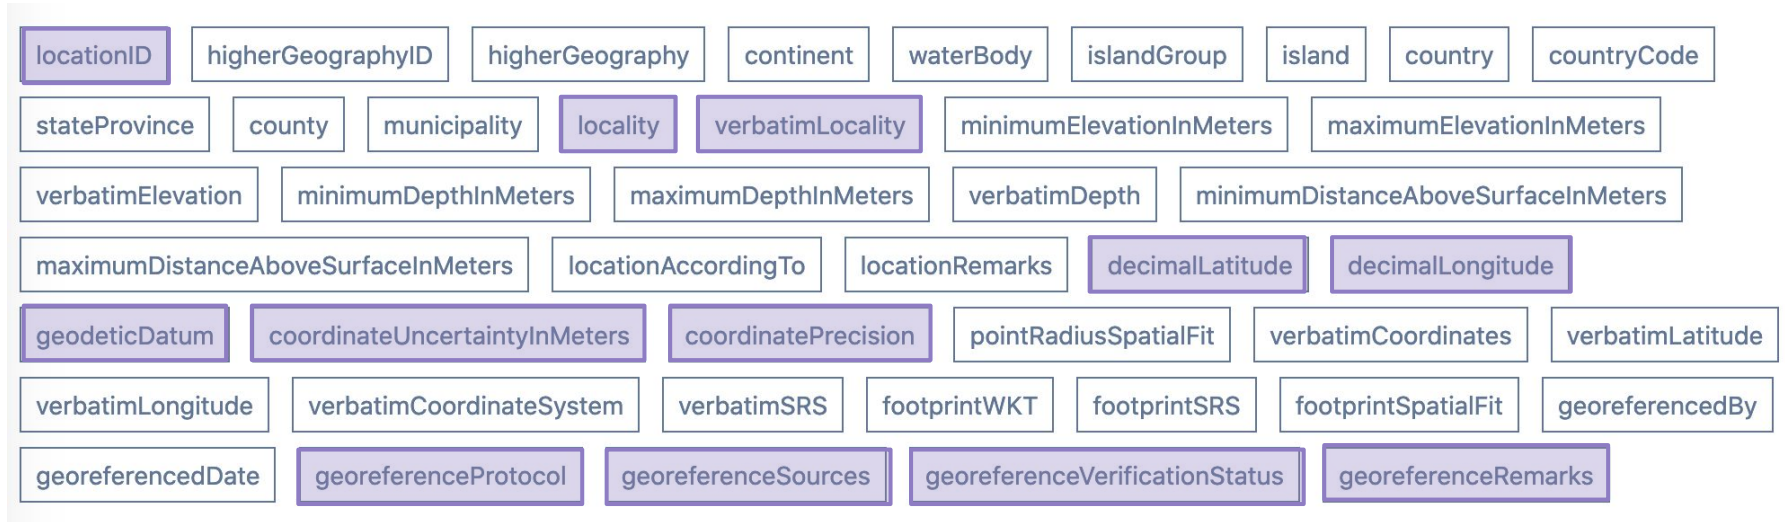 locationID higherGeographyID higherGeography continent waterBody islandGroup island country countryCode
stateProvince county municipality locality verbatimLocality minimumElevationInMeters maximumElevationInMeters
verbatimElevation minimumDepthInMeters maximumDepthInMeters verbatimDepth minimumDistanceAboveSurfaceInMeters
maximumDistanceAboveSurfaceInMeters locationAccordingTo locationRemarks decimalLatitude decimalLongitude
geodeticDatum coordinateUncertaintyInMeters coordinatePrecision pointRadiusSpatialFit verbatimCoordinates verbatimLatitude
verbatimLongitude verbatimCoordinateSystem verbatimSRS footprintWKT footprintSRS footprintSpatialFit georeferencedBy
georeferencedDate georeferenceProtocol georeferenceSources georeferenceVerificationStatus georeferenceRemarks